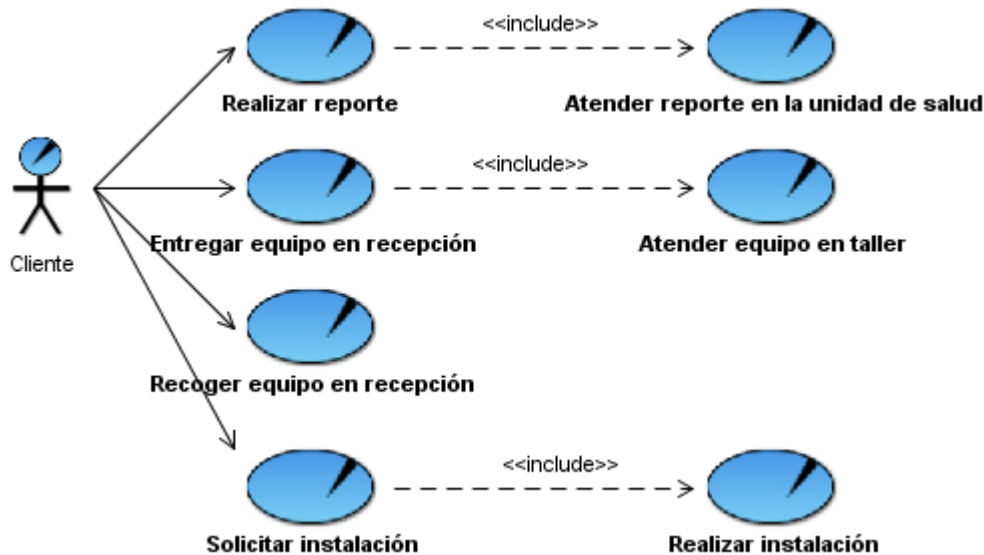 <<include>>
Realizar reporte
Atender reporte en la unidad de salud
<<include>>
Entregar equipo en recepción
Atender equipo en taller
Cliente
Recoger equipo en recepción
<<include>>
Solicitar instalación
Realizar instalación